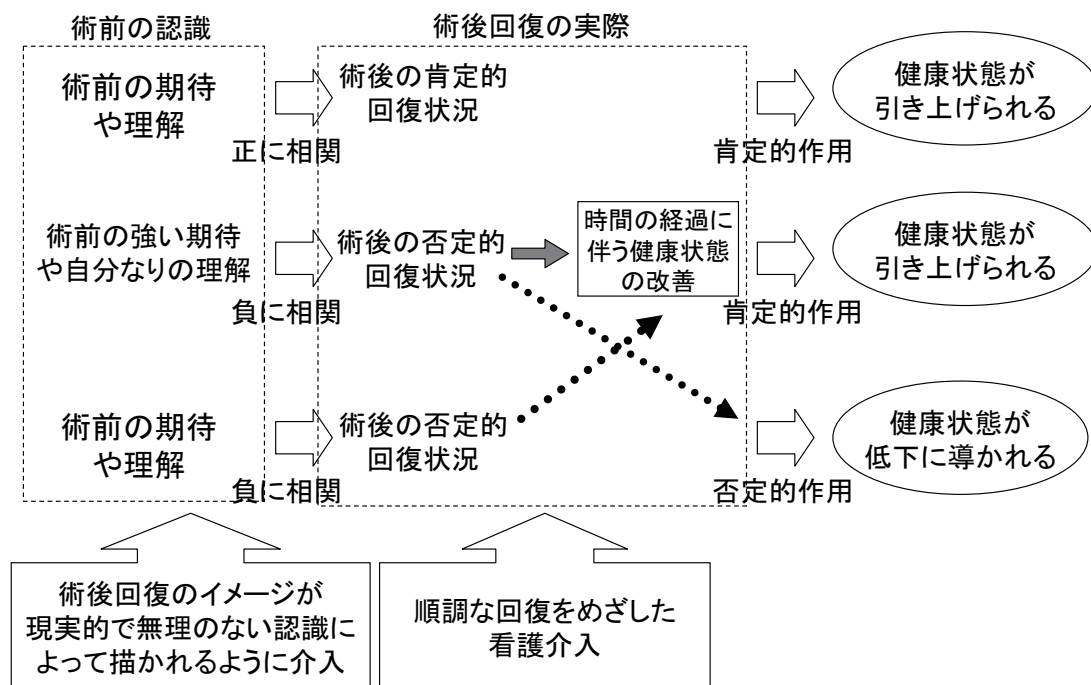 術前の認識
術後回復の実際
術前の期待
や理解
正に相関
術後の肯定的
回復状況
肯定的作用
健康状態が
引き上げられる
術前の強い期待
や自分なりの理解
負に相関
術後の否定的
回復状況
時間の経過に
伴う健康状態
の改善
肯定的作用
健康状態が
引き上げられる
術前の期待
や理解
負に相関
術後の否定的
回復状況
否定的作用
健康状態が
低下に導かれる
術後回復のイメージが
現実的で無理のない認識に
よって描かれるように介入
順調な回復をめざした
看護介入